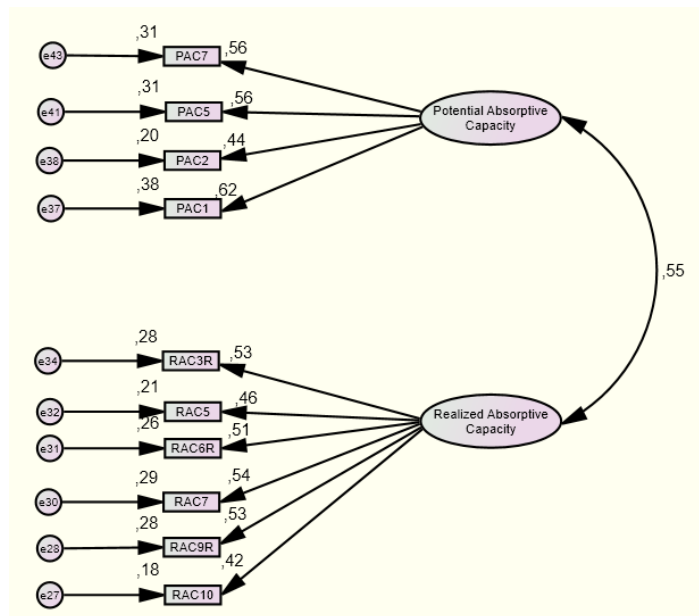 ,31
e43 PAC7 ,56
,31
e41 PAC5 ,56
Potential Absorptive
Capacity
,20
e38 PAC2 ,44
,38
e37 PAC1 ,62
,55
,28
e34 RAC3R ,53
,21
e32 RAC5 ,46
Realized Absorptive
Capacity
,26
e31 RAC6R ,51
,29
e30 RAC7 ,54
,28
e28 RAC9R ,53
,18
e27 RAC10 ,42